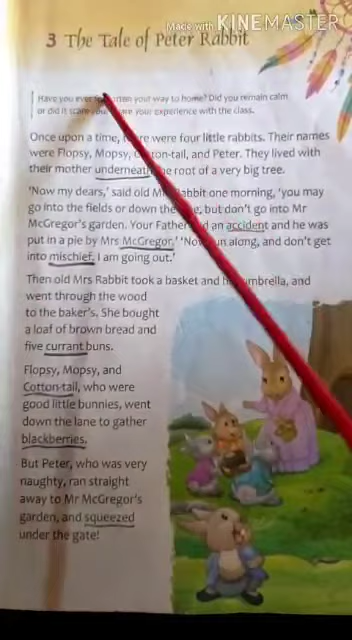 Made with KINEMASTER
3 The Tale of Peter Rabbit
Have you ever forgotten your way to home? Did you remain calm
or did it scare you. Share your experience with the class.
Once upon a time, there were four little rabbits. Their names
were Flopsy, Mopsy, Cotton-tail, and Peter. They lived with
their mother underneath the root of a very big tree.
'Now my dears,' said old Mrs Rabbit one morning, 'you may
go into the fields or down the lane, but don't go into Mr
McGregor's garden. Your Father had an accident and he was
put in a pie by Mrs McGregor.' 'Now run along, and don't get
into mischief. I am going out.'
Then old Mrs Rabbit took a basket and her umbrella, and
went through the wood
to the baker's. She bought
a loaf of brown bread and
five currant buns.
Flopsy, Mopsy, and
Cotton-tail, who were
good little bunnies, went
down the lane to gather
blackberries.
But Peter, who was very
naughty, ran straight
away to Mr McGregor's
garden, and squeezed
under the gate!